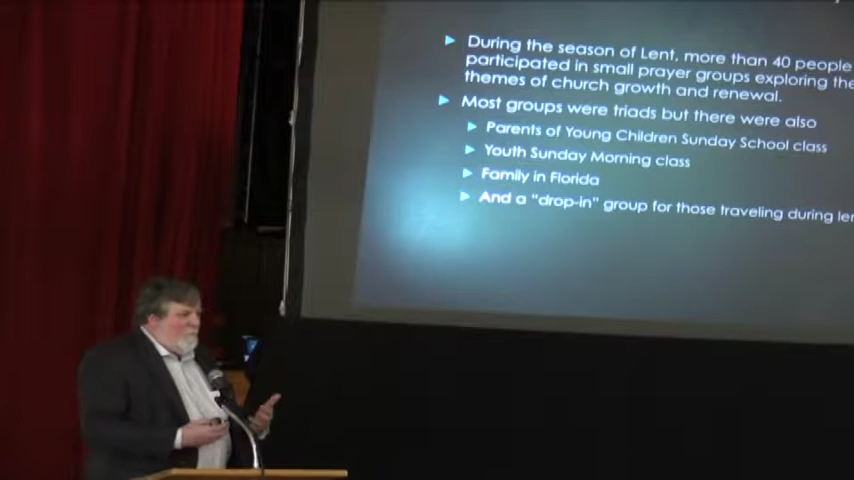 During the season of Lent, more than 40 people
participated in small prayer groups exploring the
themes of church growth and renewal.
Most groups were triads but there were also
Parents of Young Children Sunday School class
Youth Sunday Morning class
Family in Florida
And a “drop-in” group for those traveling during